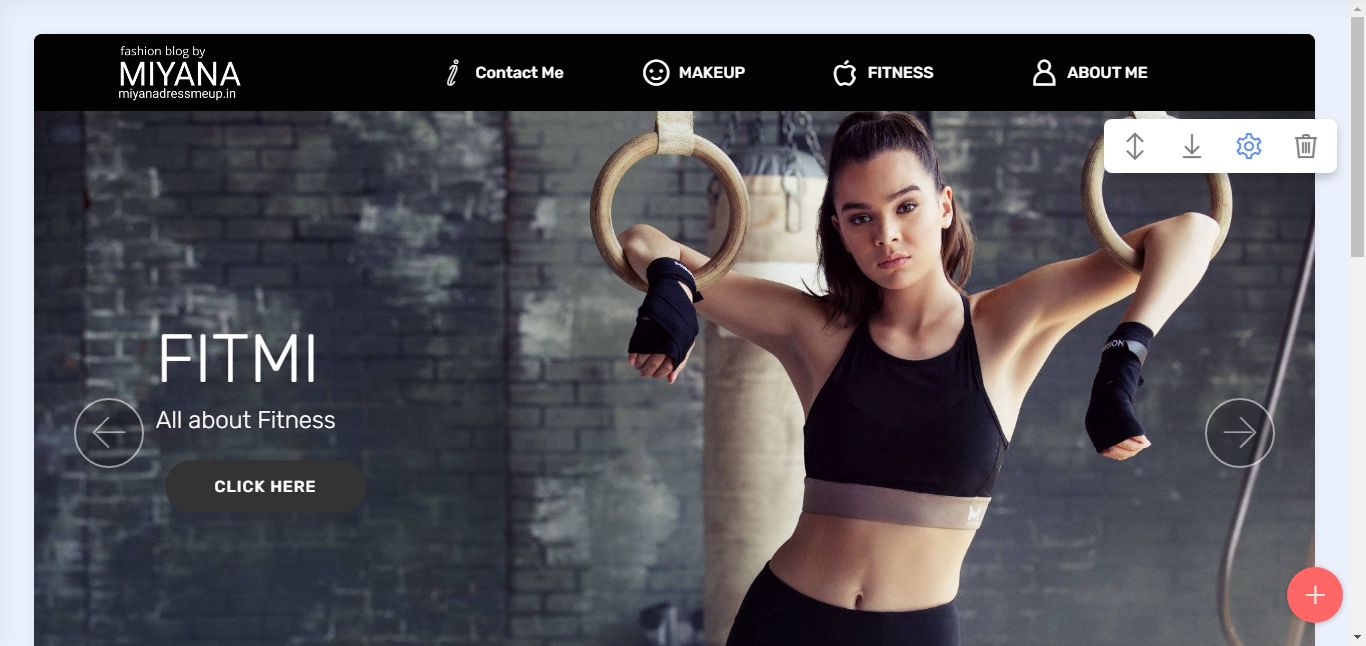 fashion blog by
MIYANA
miyanadressmeup.in
Contact Me
MAKEUP
FITNESS
ABOUT ME
FITMI
All about Fitness
CLICK HERE